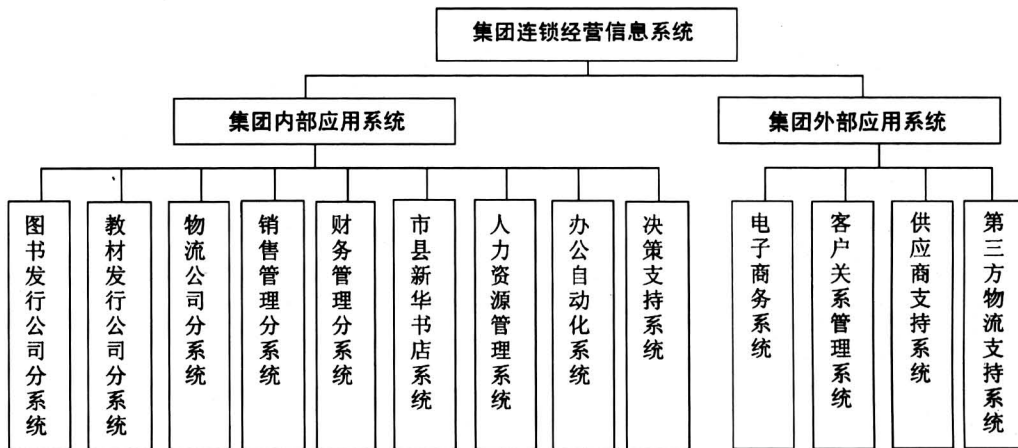 集团连锁经营信息系统
集团内部应用系统
集团外部应用系统
图书发行公司分系统
教材发行公司分系统
物流公司分系统
销售管理分系统
财务管理分系统
市县新华书店系统
人力资源管理系统
办公自动化系统
决策支持系统
电子商务系统
客户关系管理系统
供应商支持系统
第三方物流支持系统